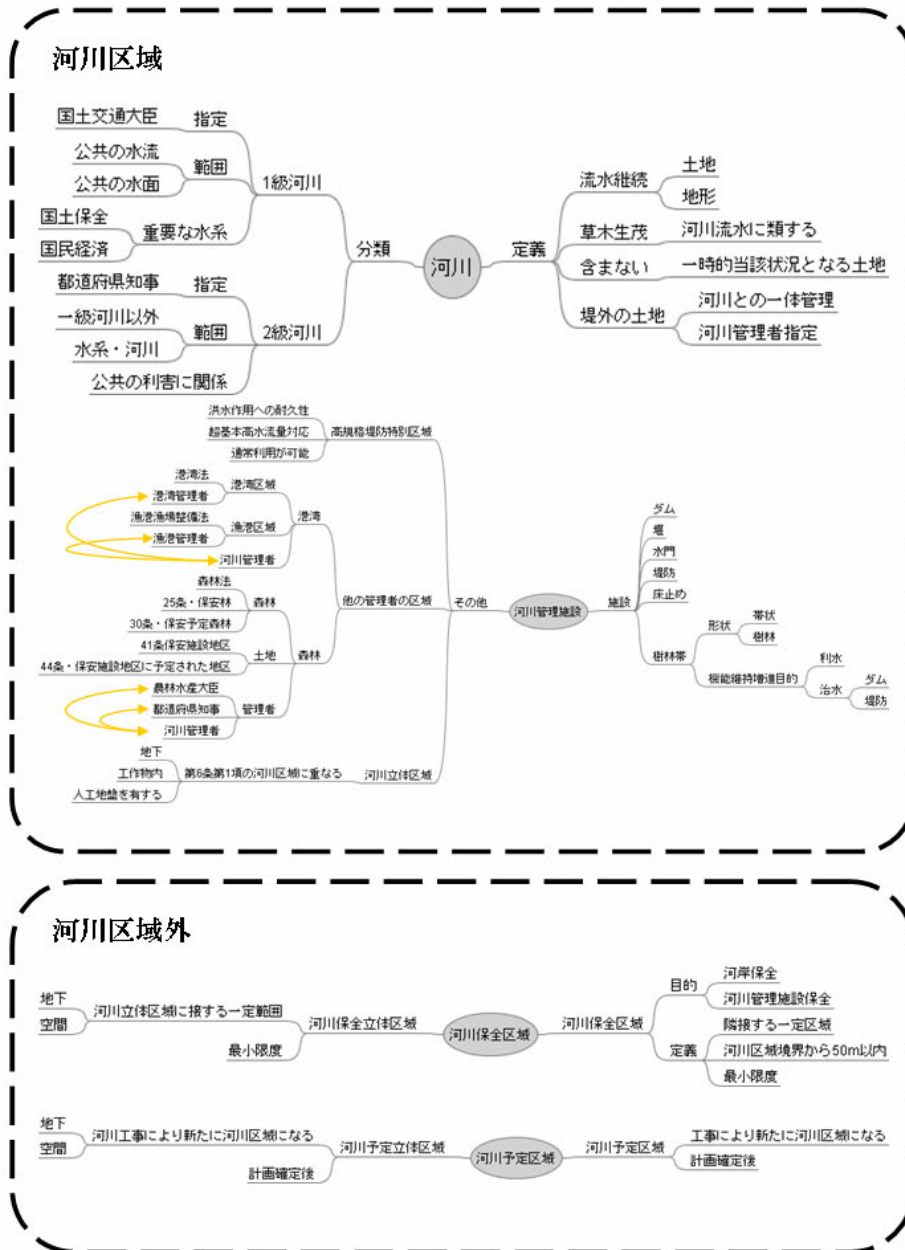 河川区域
国土交通大臣
指定
公共の水流
公共の水面
範囲
1級河川
国土保全
国民経済
重要な水系
分類
河川
定義
流水継続
土地
地形
草木生茂
河川流水に類する
含まない
一時的当該状況となる土地
堤外の土地
河川との一体管理
河川管理者指定
都道府県知事
指定
一級河川以外
水系・河川
範囲
2級河川
公共の利害に関係
洪水作用への耐久性
超基本高水流量対応
通常利用が可能
高規格堤防特別区域
港湾法
港湾管理者
港湾区域
漁港漁場整備法
漁港管理者
漁港区域
港湾
河川管理者
森林法
25条・保安林
30条・保安予定森林
森林
他の管理者の区域
その他
河川管理施設
施設
ダム
堰
水門
堤防
床止め
樹林帯
形状
帯状
樹林
機能維持増進目的
利水
治水
ダム
堤防
41条保安施設地区
44条・保安施設地区に予定された地区
土地
森林
農林水産大臣
都道府県知事
河川管理者
管理者
地下
工作物内
人工地盤を有する
第6条第1項の河川区域に重なる
河川立体区域
河川区域外
地下
空間
河川立体区域に接する一定範囲
最小限度
河川保全立体区域
河川保全区域
河川保全区域
目的
河岸保全
河川管理施設保全
定義
隣接する一定区域
河川区域境界から50m以内
最小限度
地下
空間
河川工事により新たに河川区域になる
計画確定後
河川予定立体区域
河川予定区域
河川予定区域
工事により新たに河川区域になる
計画確定後